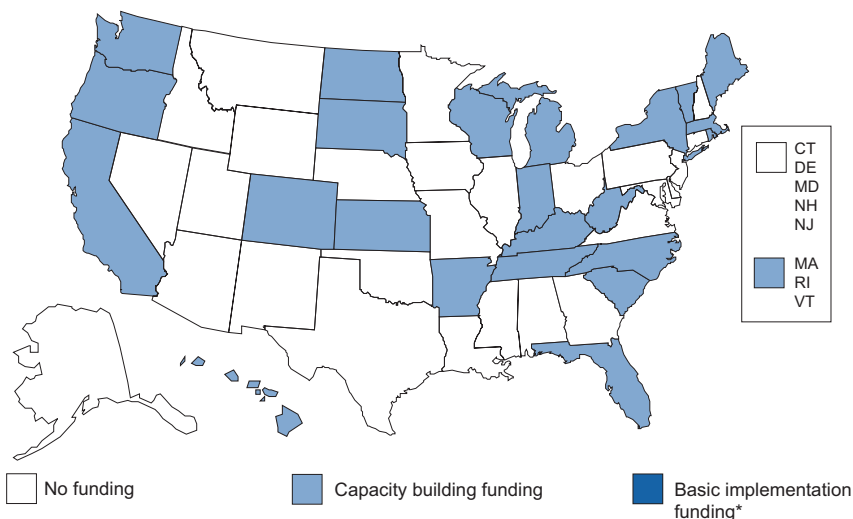 CT
DE
MD
NH
NJ
MA
RI
VT
No funding
Capacity building funding
Basic implementation
funding*